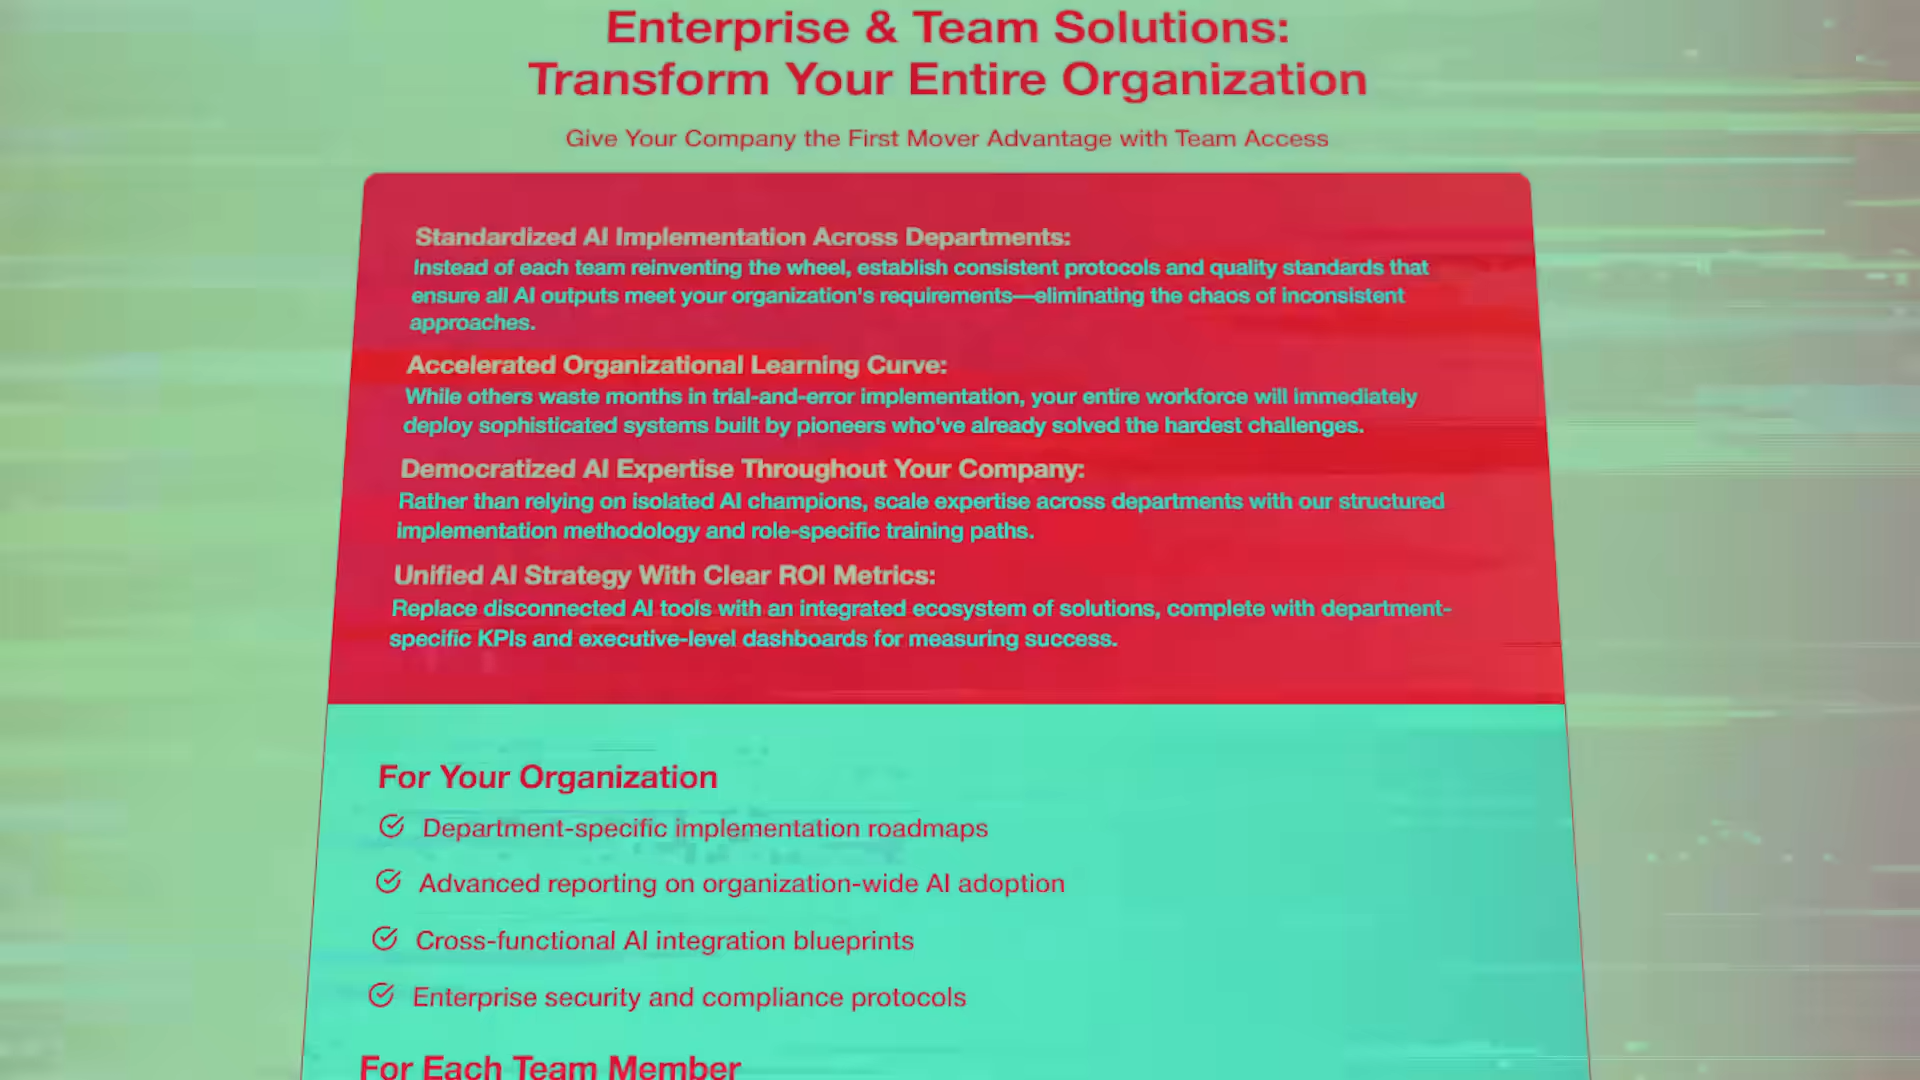 Enterprise & Team Solutions:
Transform Your Entire Organization
Give Your Company the First Mover Advantage with Team Access
Standardized AI Implementation Across Departments:
Instead of each team reinventing the wheel, establish consistent protocols and quality standards that
ensure all AI outputs meet your organization's requirements—eliminating the chaos of inconsistent
approaches.
Accelerated Organizational Learning Curve:
While others waste months in trial-and-error implementation, your entire workforce will immediately
deploy sophisticated systems built by pioneers who've already solved the hardest challenges.
Democratized AI Expertise Throughout Your Company:
Rather than relying on isolated AI champions, scale expertise across departments with our structured
implementation methodology and role-specific training paths.
Unified AI Strategy With Clear ROI Metrics:
Replace disconnected AI tools with an integrated ecosystem of solutions, complete with department-
specific KPIs and executive-level dashboards for measuring success.
For Your Organization
Department-specific implementation roadmaps
Advanced reporting on organization-wide AI adoption
Cross-functional AI integration blueprints
Enterprise security and compliance protocols
For Each Team Member